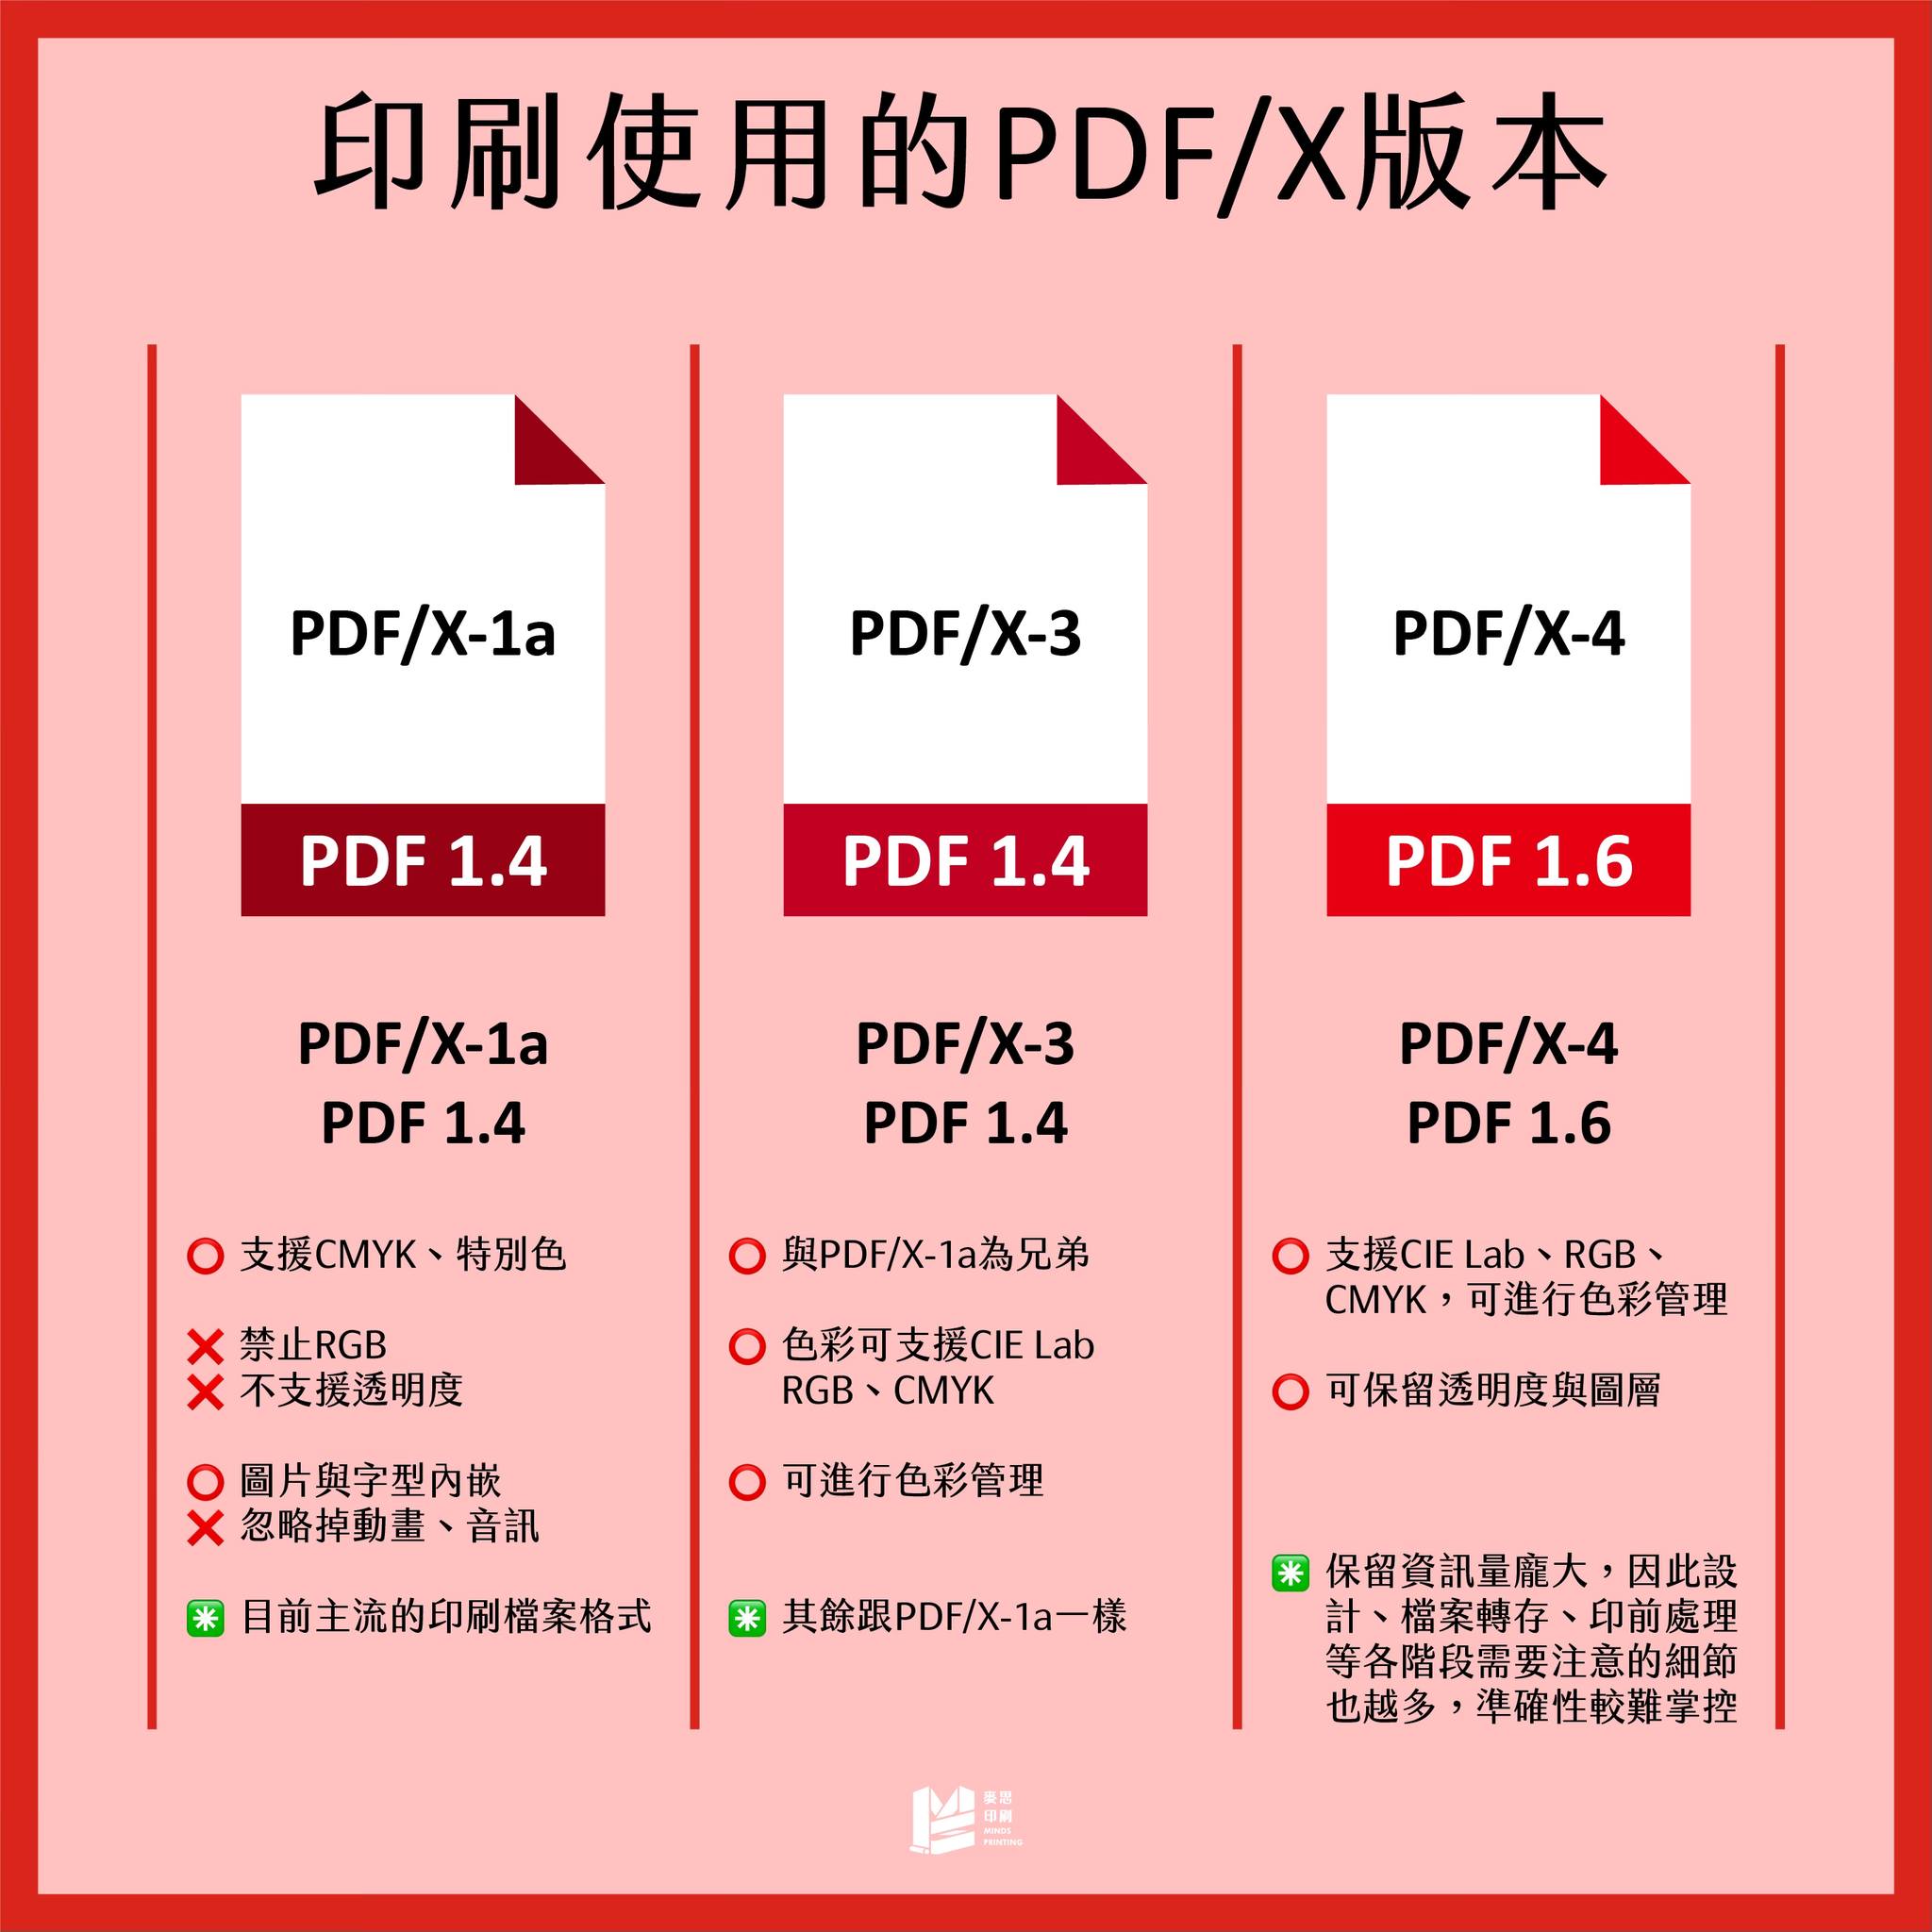 印刷使用的PDF/X版本
PDF/X-1a
PDF 1.4
PDF/X-1a
PDF 1.4
支援CMYK、特別色
禁止RGB
不支援透明度
圖片與字型內嵌
忽略掉動畫、音訊
目前主流的印刷檔案格式
PDF/X-3
PDF 1.4
PDF/X-3
PDF 1.4
與PDF/X-1a為兄弟
色彩可支援CIE Lab
RGB、CMYK
可進行色彩管理
其餘跟PDF/X-1a一樣
PDF/X-4
PDF 1.6
PDF/X-4
PDF 1.6
支援CIE Lab、RGB、
CMYK，可進行色彩管理
可保留透明度與圖層
保留資訊量龐大，因此設
計、檔案轉存、印前處理
等各階段需要注意的細節
也越多，準確性較難掌控
麥思
印刷
MINDS
PRINTING